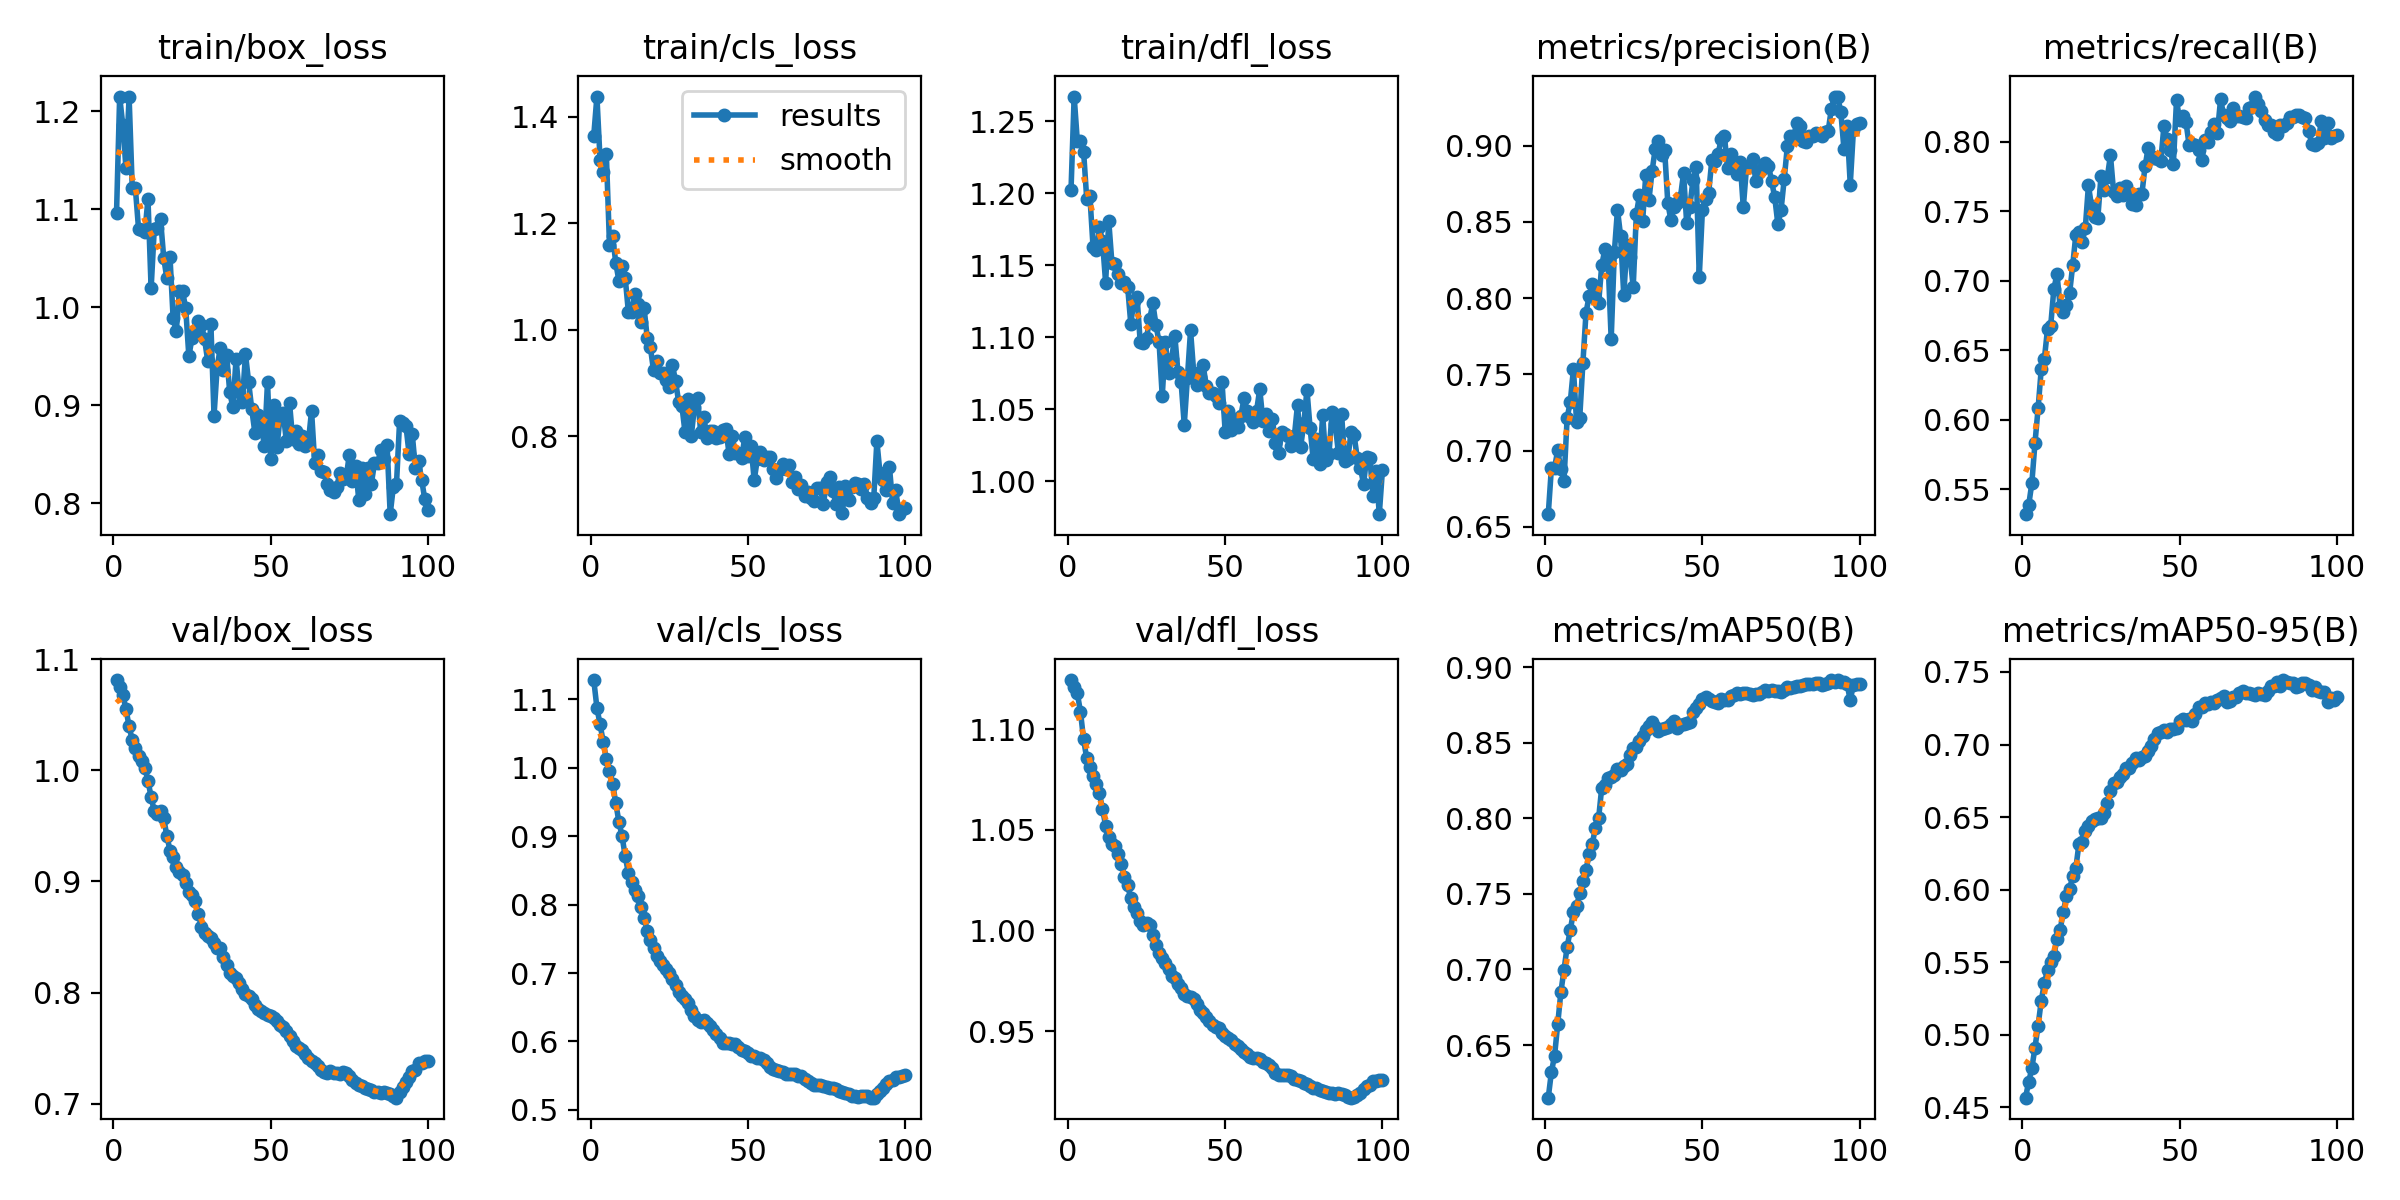 train/box_loss
1.2
1.1
1.0
0.9
0.8
0 50 100
train/cls_loss
results
smooth
1.4
1.2
1.0
0.8
0 50 100
train/dfl_loss
1.25
1.20
1.15
1.10
1.05
1.00
0 50 100
metrics/precision(B)
0.90
0.85
0.80
0.75
0.70
0.65
0 50 100
metrics/recall(B)
0.80
0.75
0.70
0.65
0.60
0.55
0 50 100
val/box_loss
1.1
1.0
0.9
0.8
0.7
0 50 100
val/cls_loss
1.1
1.0
0.9
0.8
0.7
0.6
0.5
0 50 100
val/dfl_loss
1.10
1.05
1.00
0.95
0 50 100
metrics/mAP50(B)
0.90
0.85
0.80
0.75
0.70
0.65
0 50 100
metrics/mAP50-95(B)
0.75
0.70
0.65
0.60
0.55
0.50
0.45
0 50 100